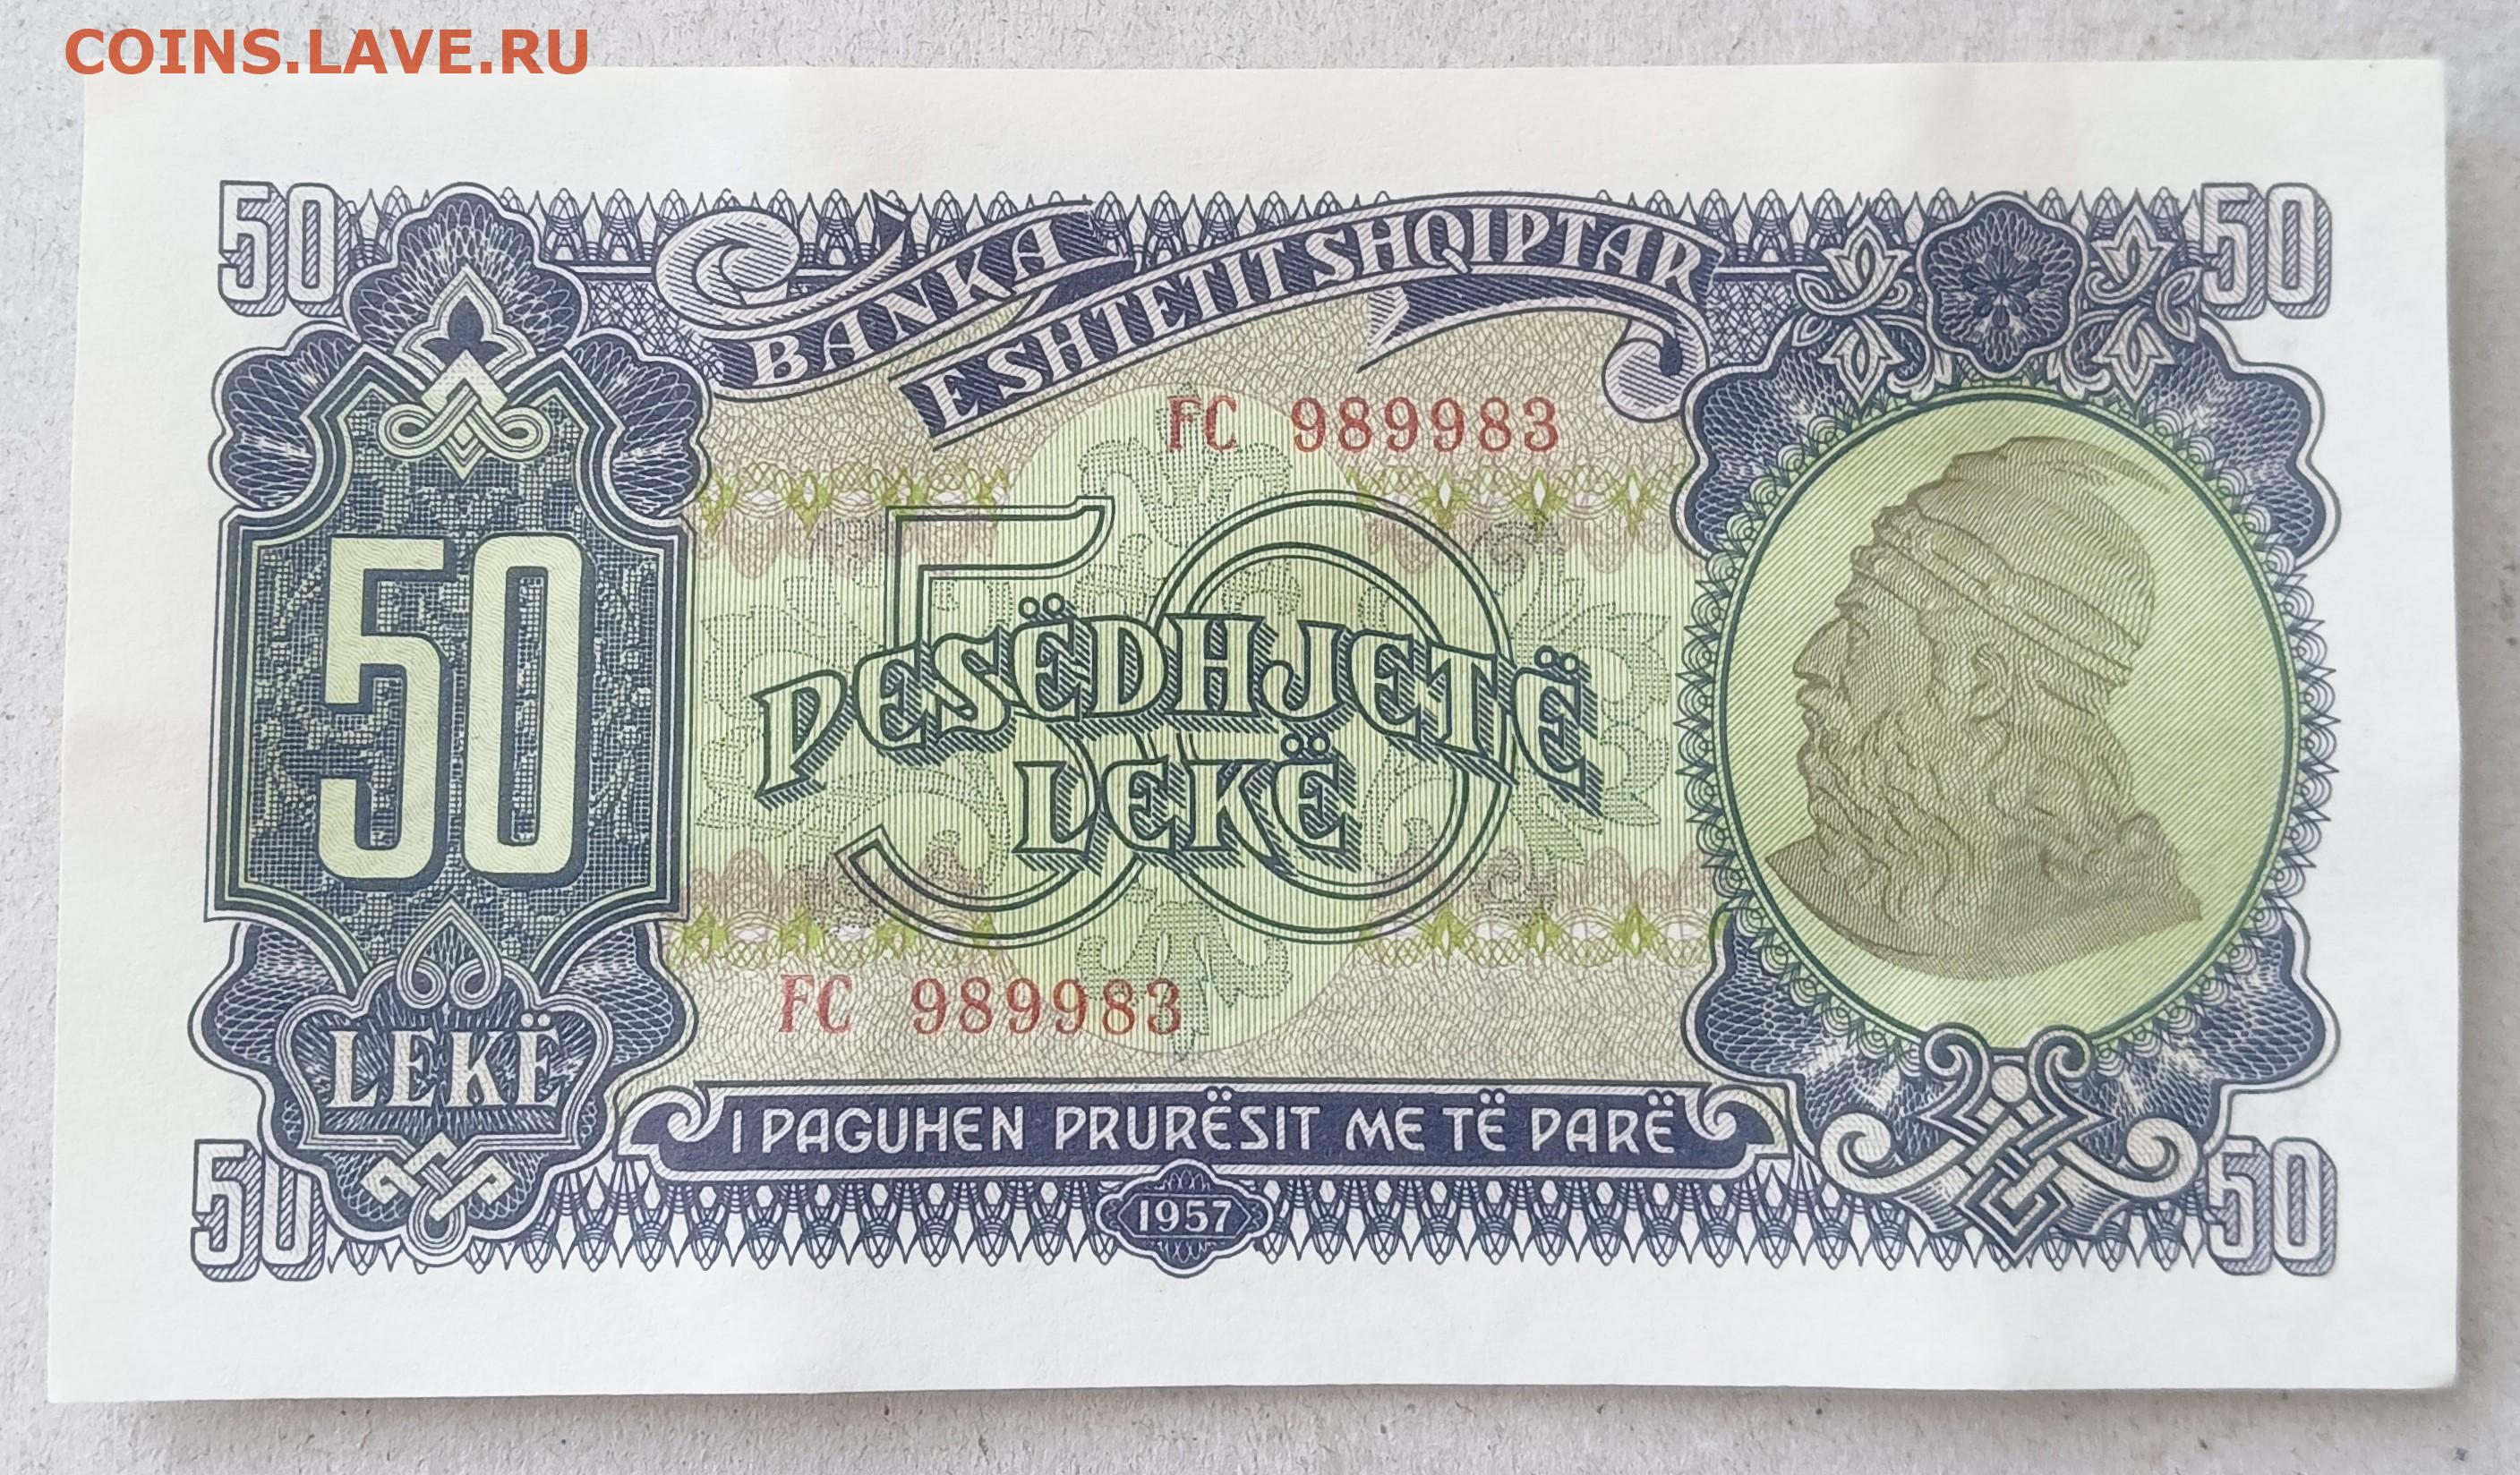 COINS.LAVE.RU
50 50
BANKA
E SHTETIT SHQIPTAR
FC 989983
50
50
PESËDHJETË
LEKË
FC 989983
LEKË
I PAGUHEN PRURËSIT ME TË PARË
50 1957 50